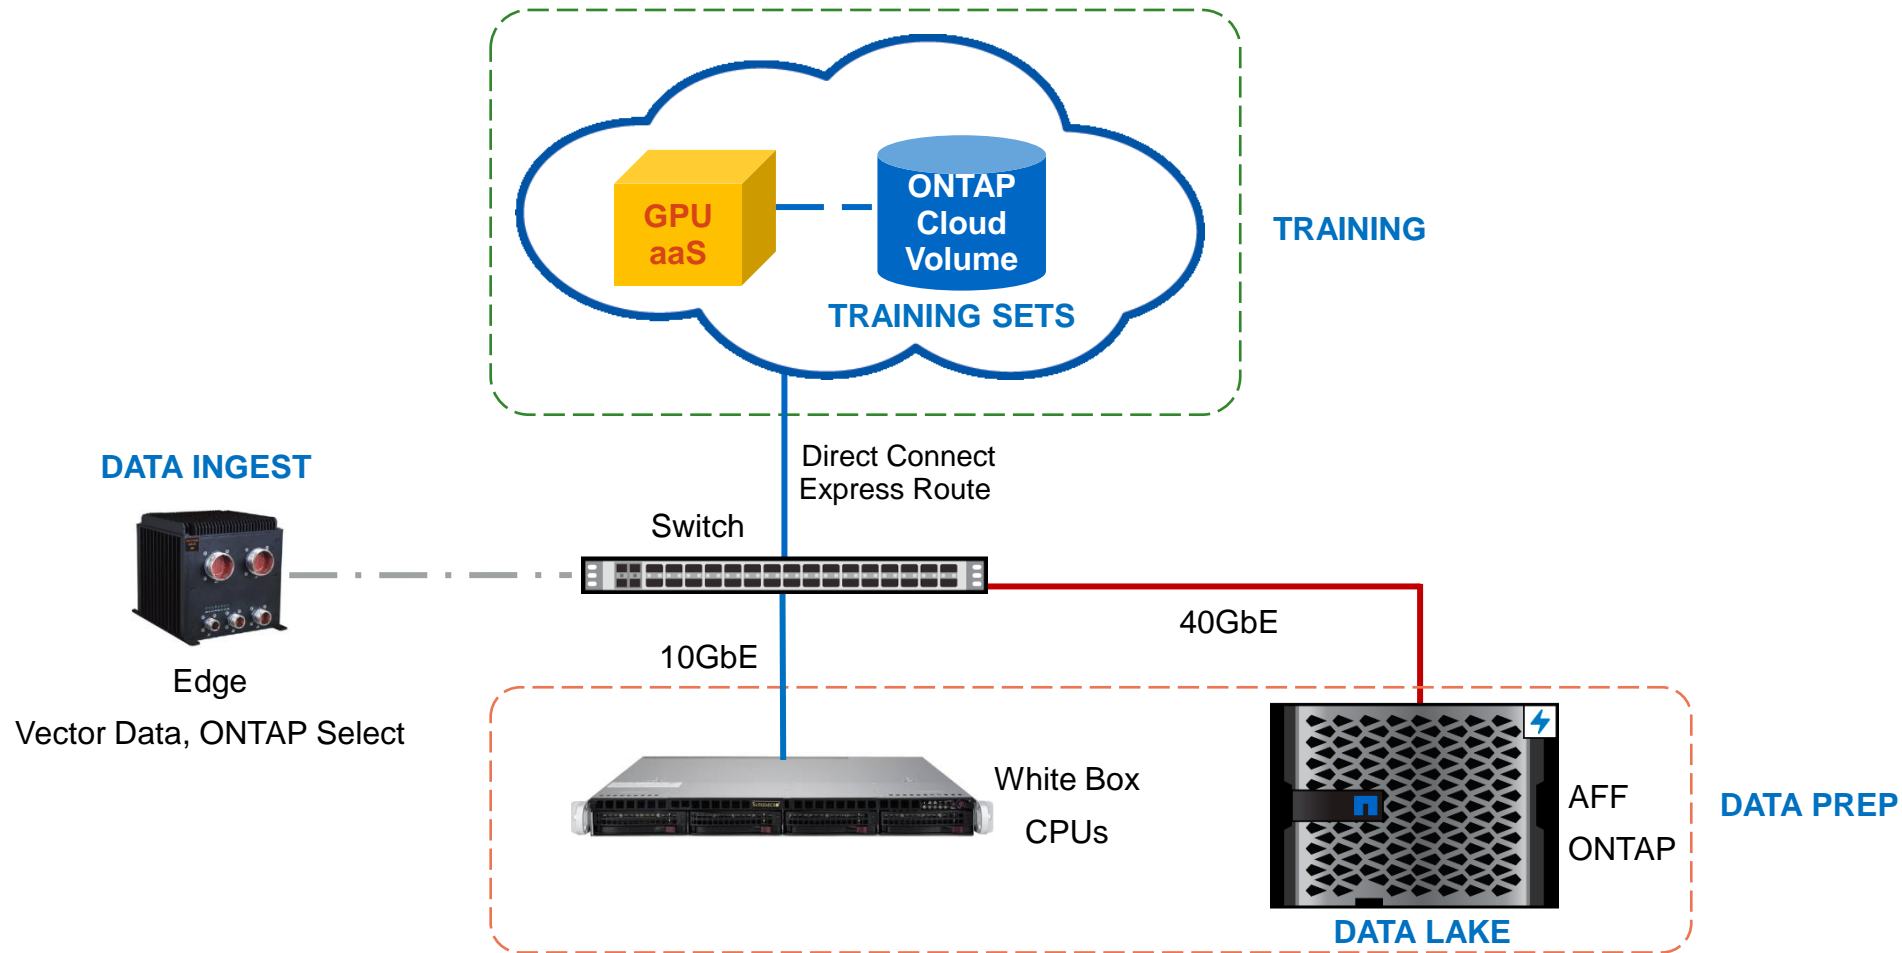 GPU
aaS
ONTAP
Cloud
Volume
TRAINING SETS
TRAINING
Direct Connect
Express Route
DATA INGEST
Switch
40GbE
10GbE
Edge
Vector Data, ONTAP Select
White Box
CPUs
AFF
ONTAP
DATA PREP
DATA LAKE